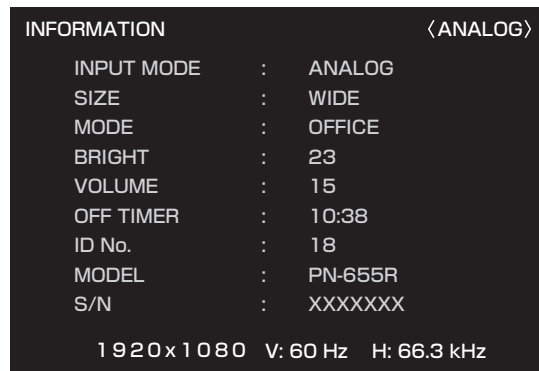 INFORMATION 〈ANALOG〉
INPUT MODE : ANALOG
SIZE : WIDE
MODE : OFFICE
BRIGHT : 23
VOLUME : 15
OFF TIMER : 10:38
ID No. : 18
MODEL : PN-655R
S/N : XXXXXXX
1920x1080 V: 60 Hz H: 66.3 kHz